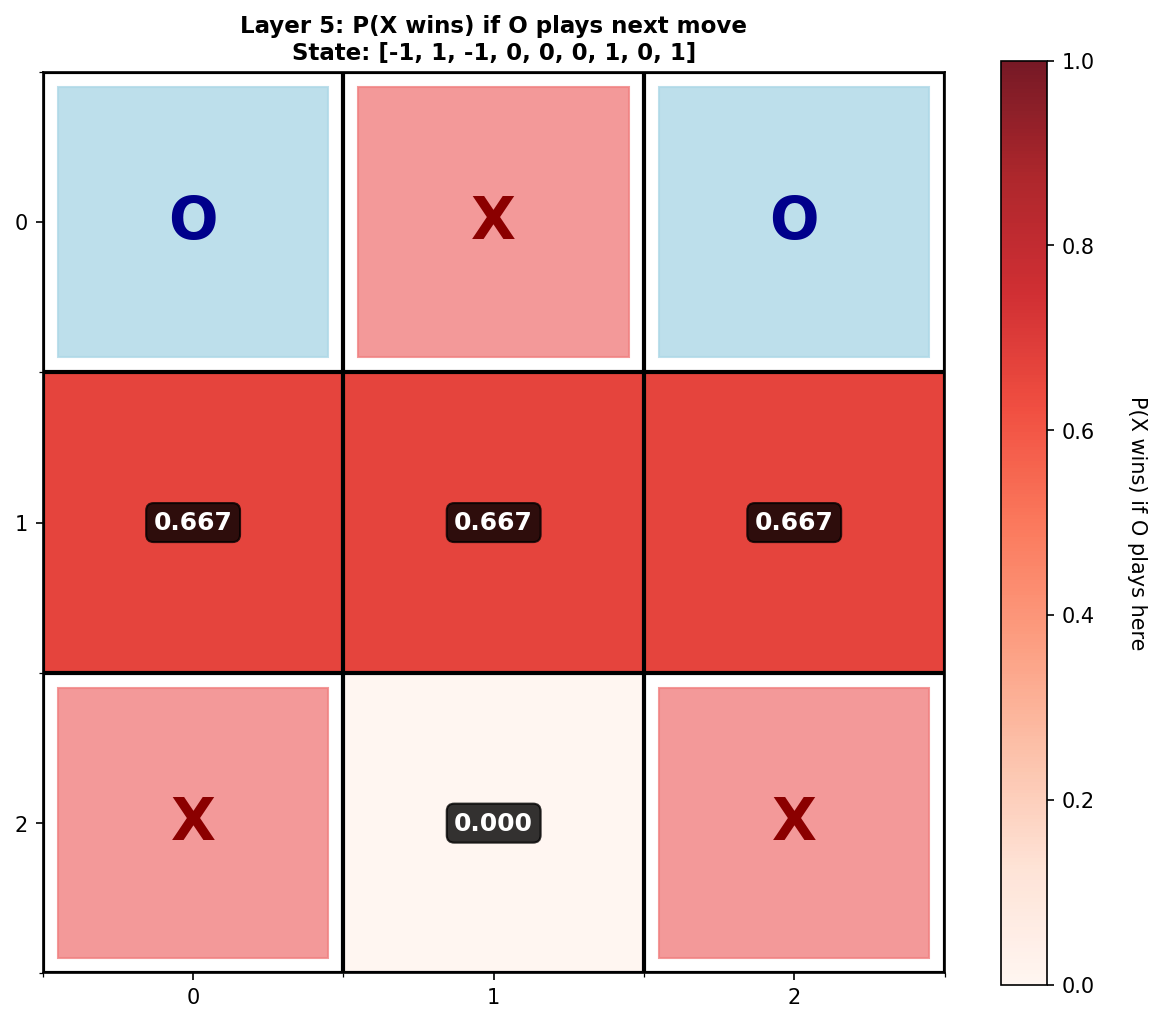 Layer 5: P(X wins) if O plays next move
State: [-1, 1, -1, 0, 0, 0, 1, 0, 1]
O X O
0.667 0.667 0.667
X 0.000 X
0
1
2
0 1 2
1.0
0.8
0.6
0.4
0.2
0.0
P(X wins) if O plays here